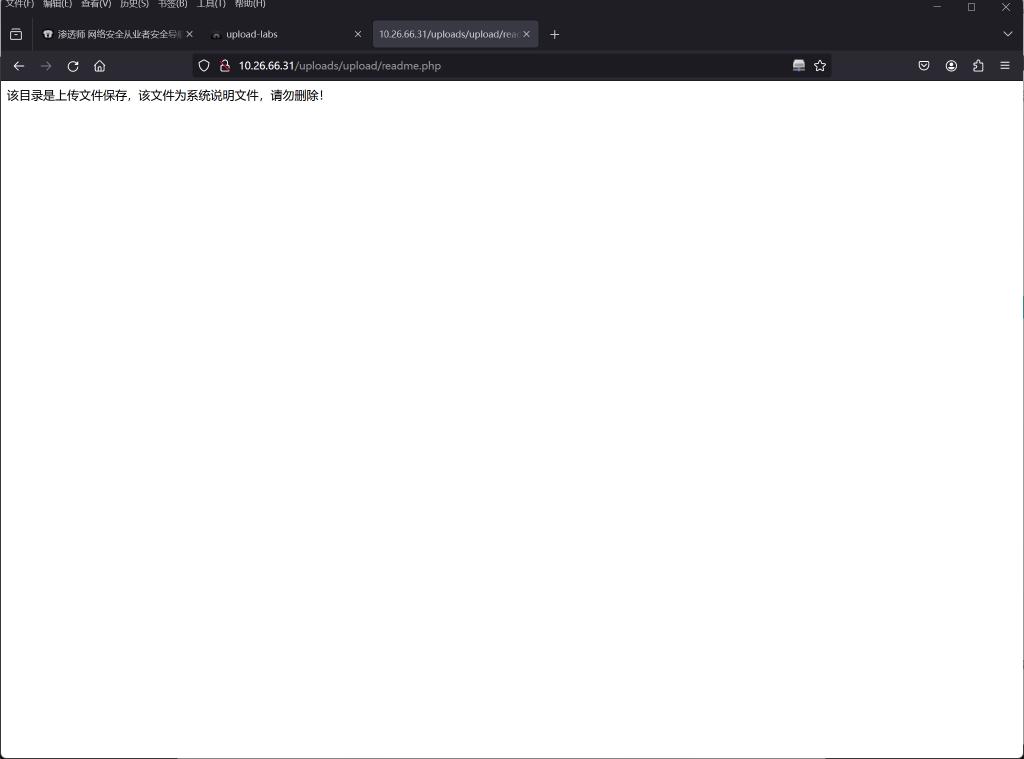 文件(F) 编辑(E) 查看(V) 历史(S) 书签(B) 工具(T) 帮助(H)
渗透师 网络安全从业者安全导航
upload-labs
10.26.66.31/uploads/upload/read
10.26.66.31/uploads/upload/readme.php
该目录是上传文件保存，该文件为系统说明文件，请勿删除！